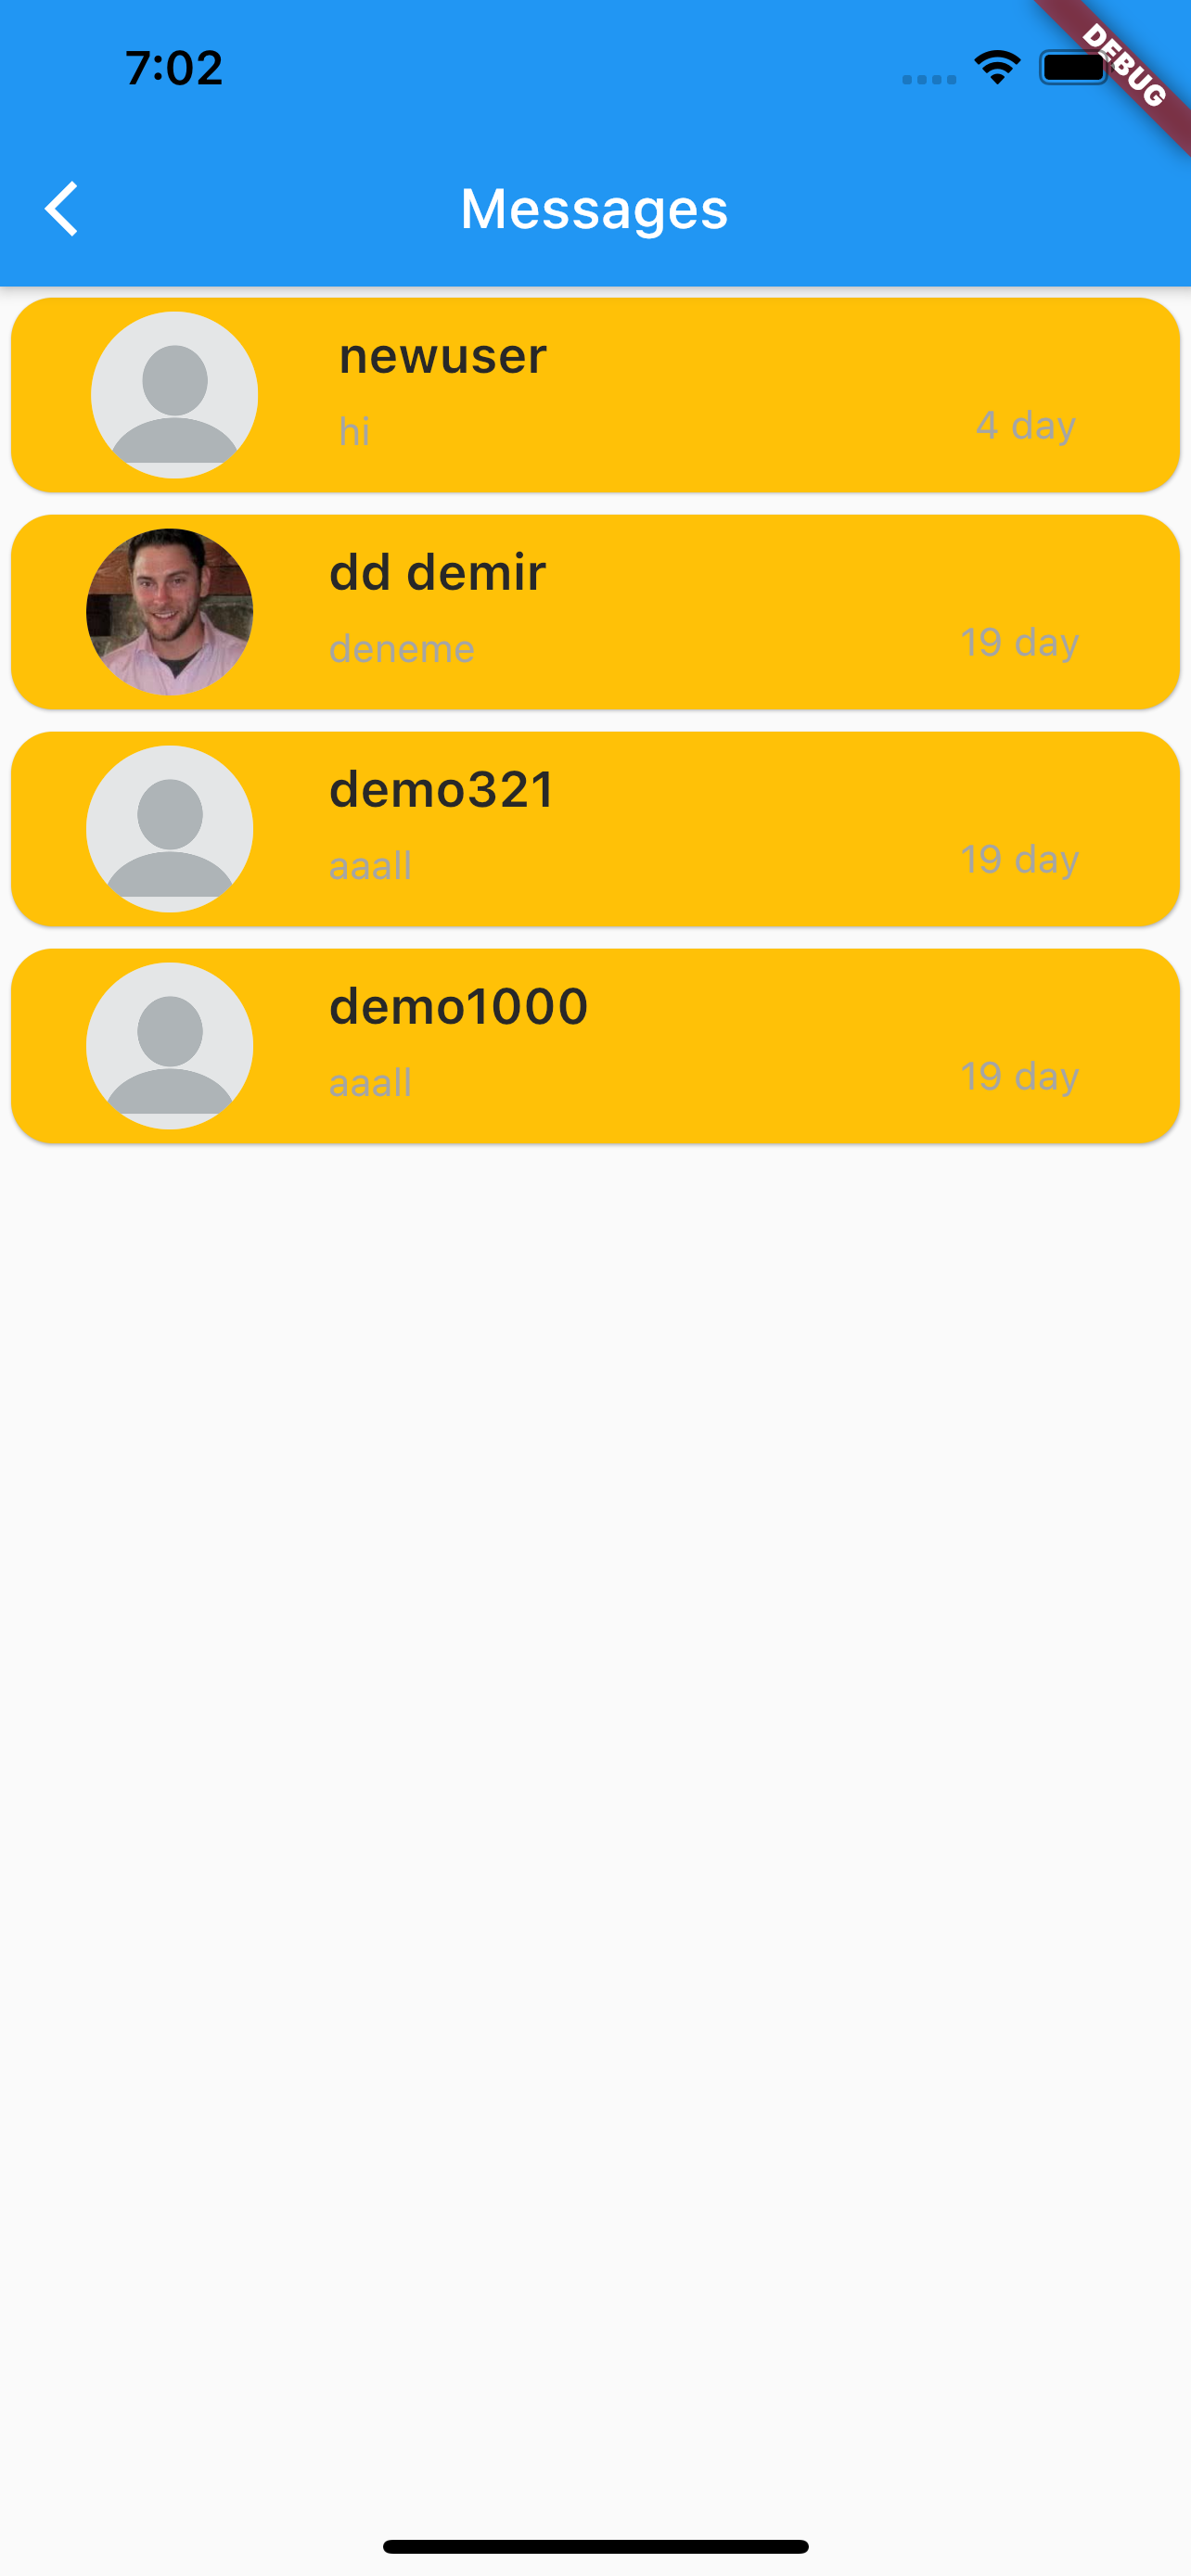 7:02
DEBUG
Messages
newuser
hi
4 day
dd demir
deneme
19 day
demo321
aaall
19 day
demo1000
aaall
19 day